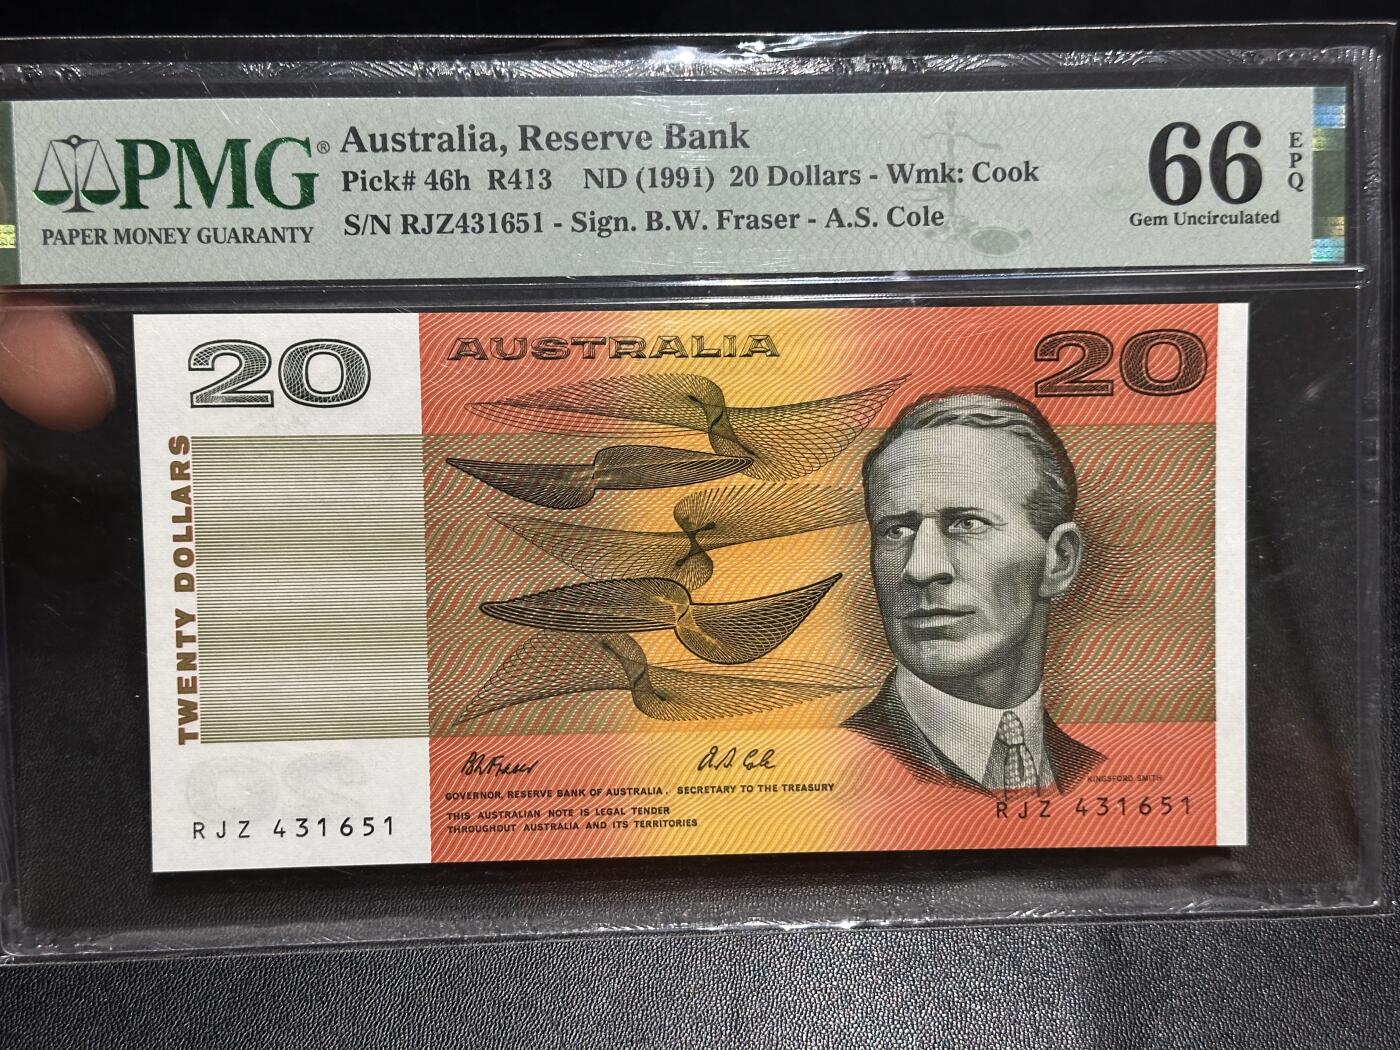 PMG®
PAPER MONEY GUARANTY
Australia, Reserve Bank
Pick# 46h R413 ND (1991) 20 Dollars - Wmk: Cook
S/N RJZ431651 - Sign. B.W. Fraser - A.S. Cole
66
EPQ
Gem Uncirculated
20
AUSTRALIA
20
TWENTY DOLLARS
B W Fraser
A.S. Cole
GOVERNOR, RESERVE BANK OF AUSTRALIA. SECRETARY TO THE TREASURY
THIS AUSTRALIAN NOTE IS LEGAL TENDER
THROUGHOUT AUSTRALIA AND ITS TERRITORIES
KINGSFORD SMITH
RJZ 431651
RJZ 431651